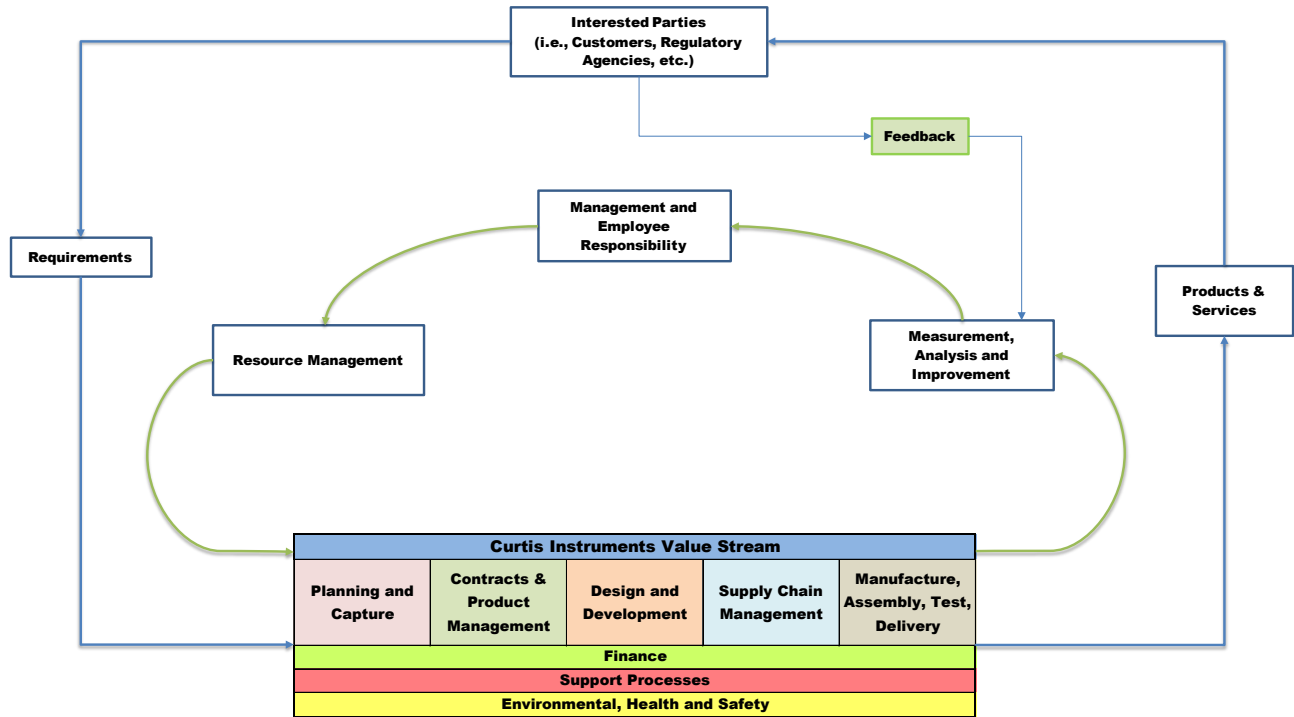 Interested Parties
(i.e., Customers, Regulatory
Agencies, etc.)
Feedback
Management and
Employee
Responsibility
Requirements
Products &
Services
Resource Management
Measurement,
Analysis and
Improvement
Curtis Instruments Value Stream
Planning and
Capture
Contracts &
Product
Management
Design and
Development
Supply Chain
Management
Manufacture,
Assembly, Test,
Delivery
Finance
Support Processes
Environmental, Health and Safety